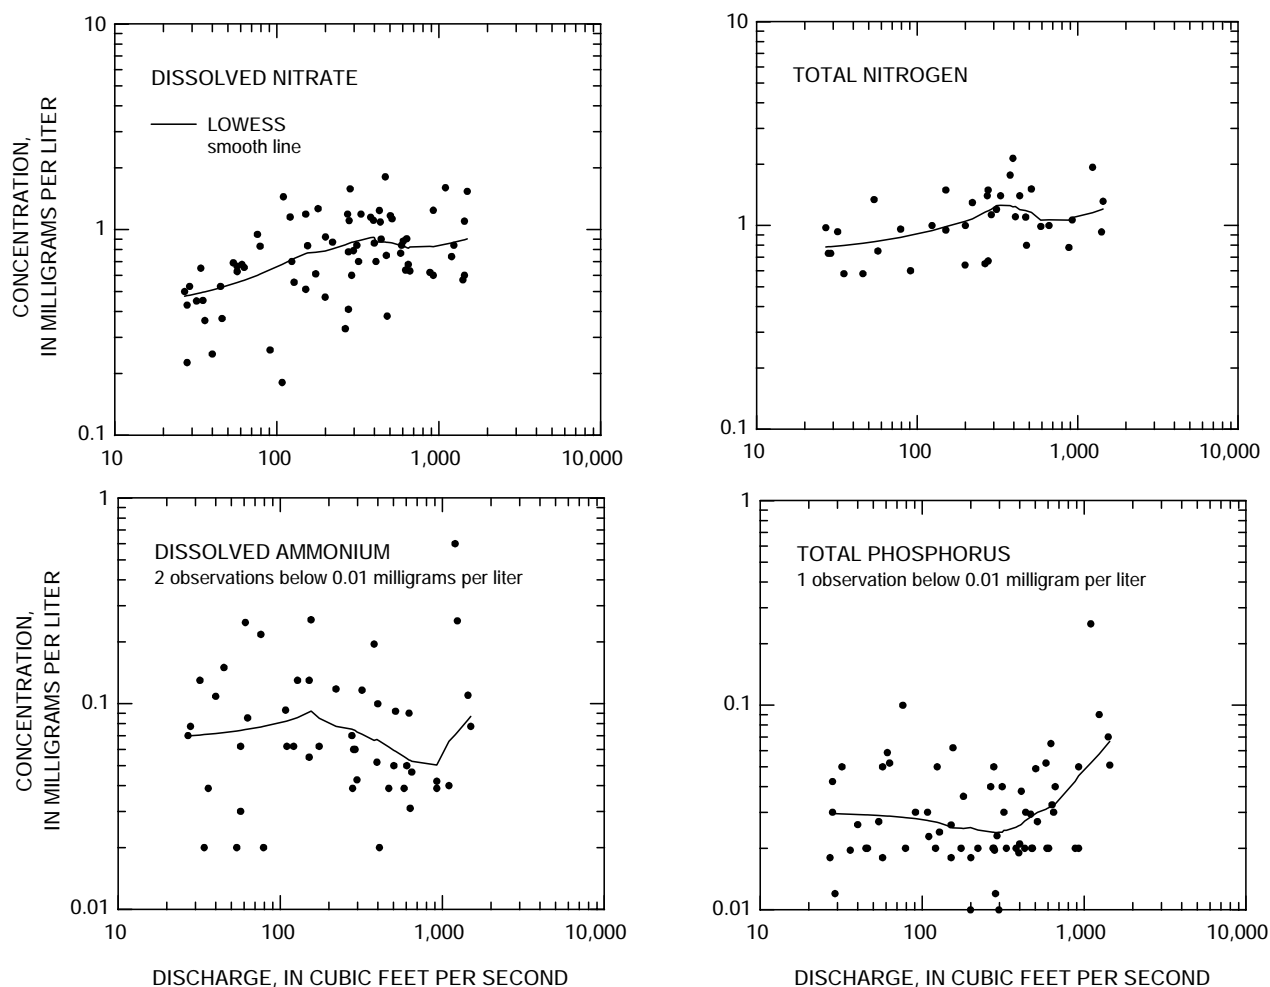 10
1
0.1
CONCENTRATION,
IN MILLIGRAMS PER LITER
DISSOLVED NITRATE
LOWESS
smooth line
10 100 1,000 10,000
10
1
0.1
TOTAL NITROGEN
10 100 1,000 10,000
1
0.1
0.01
CONCENTRATION,
IN MILLIGRAMS PER LITER
DISSOLVED AMMONIUM
2 observations below 0.01 milligrams per liter
10 100 1,000 10,000
DISCHARGE, IN CUBIC FEET PER SECOND
1
0.1
0.01
TOTAL PHOSPHORUS
1 observation below 0.01 milligram per liter
10 100 1,000 10,000
DISCHARGE, IN CUBIC FEET PER SECOND